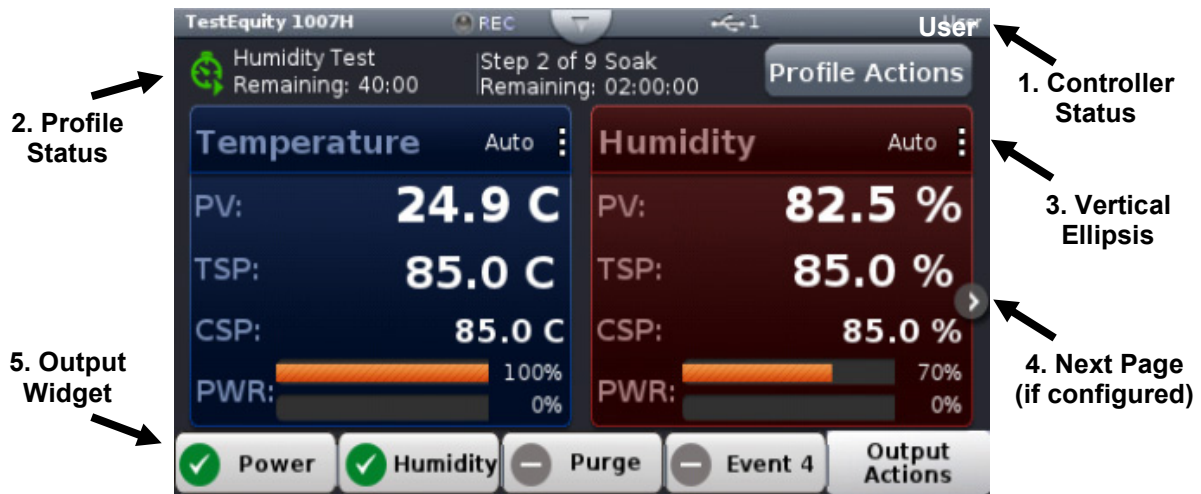 TestEquity 1007H REC 1 User
1. Controller Status
2. Profile Status
Humidity Test
Remaining: 40:00
Step 2 of 9 Soak
Remaining: 02:00:00
Profile Actions
Temperature Auto
PV: 24.9 C
TSP: 85.0 C
CSP: 85.0 C
PWR: 100%
0%
Humidity Auto
PV: 82.5 %
TSP: 85.0 %
CSP: 85.0 %
PWR: 70%
0%
3. Vertical
Ellipsis
4. Next Page
(if configured)
5. Output
Widget
Power
Humidity
Purge
Event 4
Output
Actions